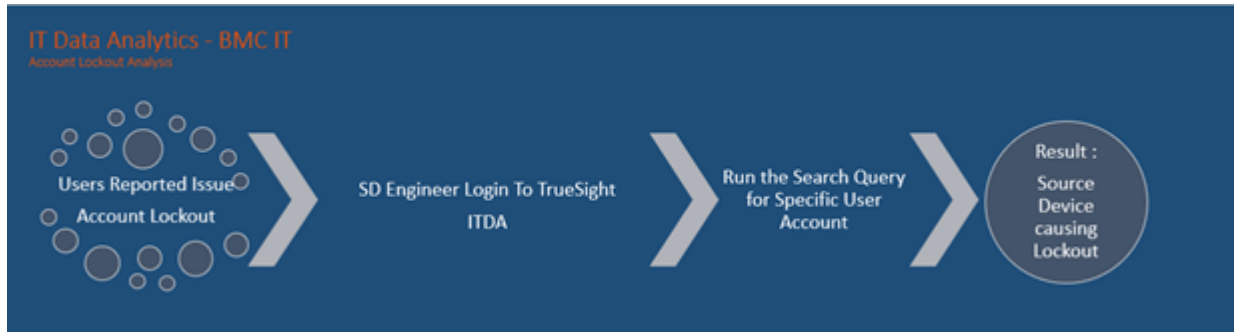 IT Data Analytics - BMC IT
Account Lockout Analysis
Users Reported Issue
Account Lockout
SD Engineer Login To TrueSight
ITDA
Run the Search Query
for Specific User
Account
Result :
Source
Device
causing
Lockout